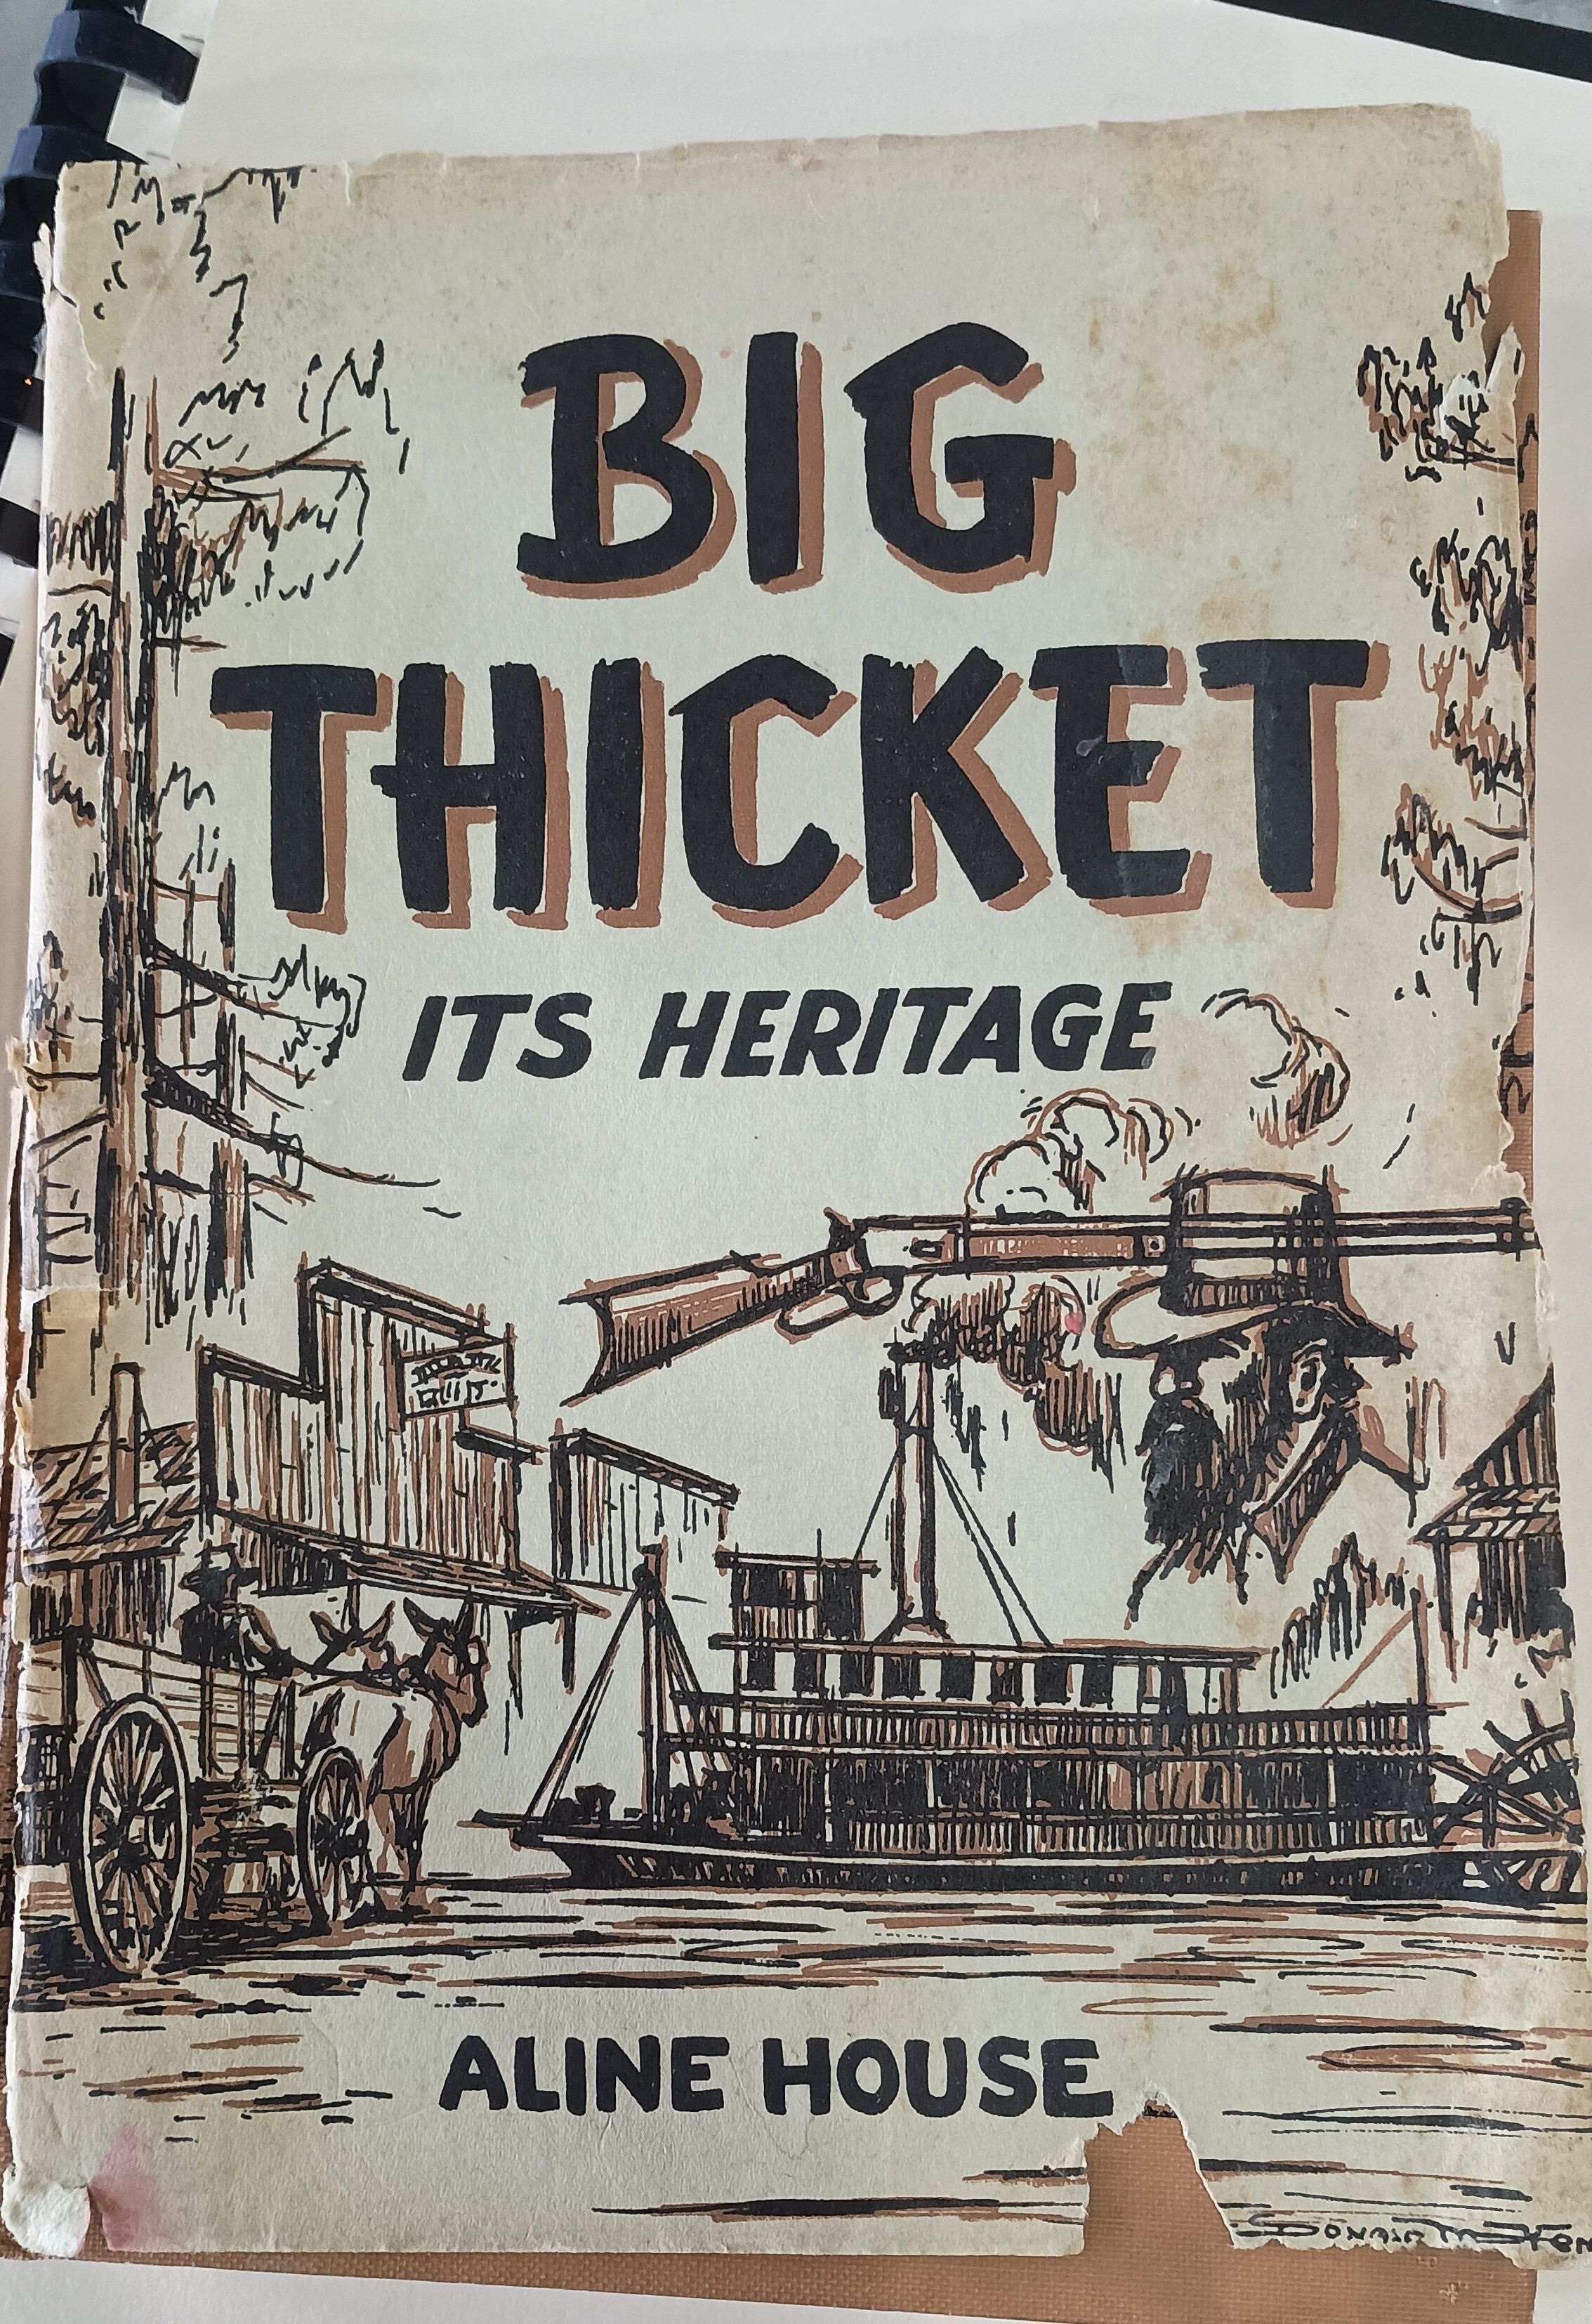 BIG
THICKET
ITS HERITAGE
ALINE HOUSE